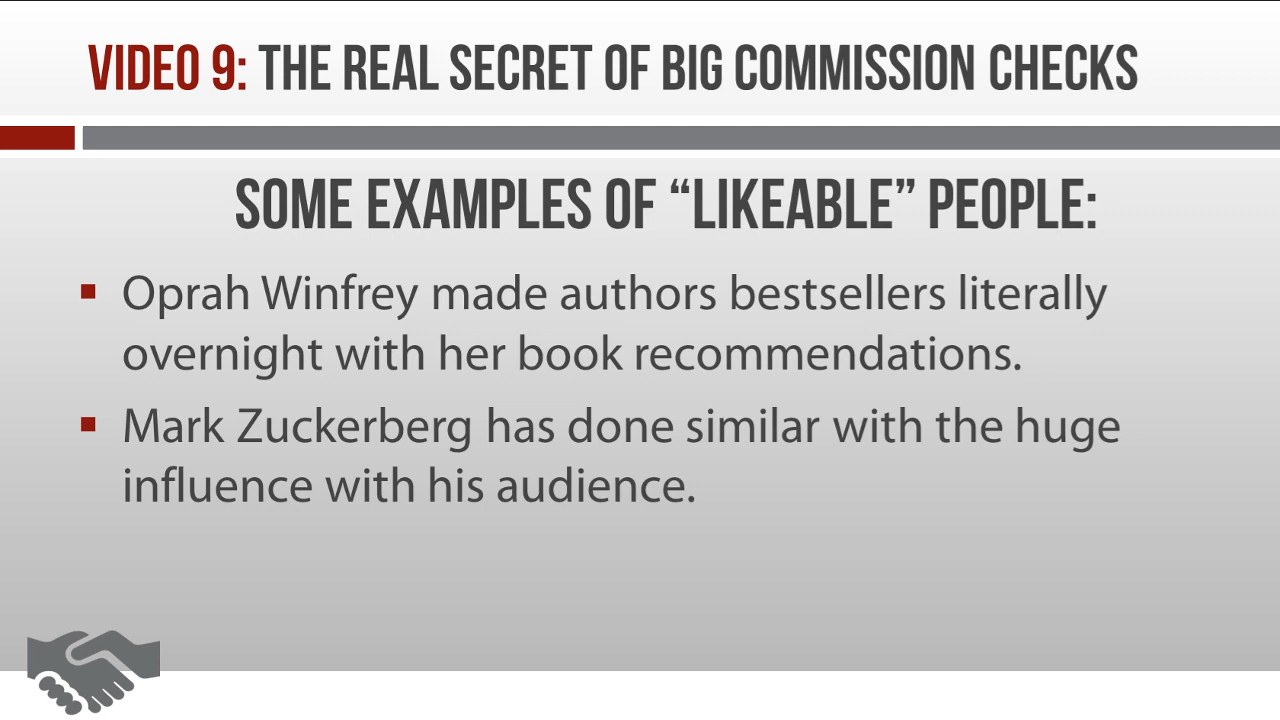 VIDEO 9: THE REAL SECRET OF BIG COMMISSION CHECKS
SOME EXAMPLES OF “LIKEABLE” PEOPLE:
Oprah Winfrey made authors bestsellers literally
overnight with her book recommendations.
Mark Zuckerberg has done similar with the huge
influence with his audience.